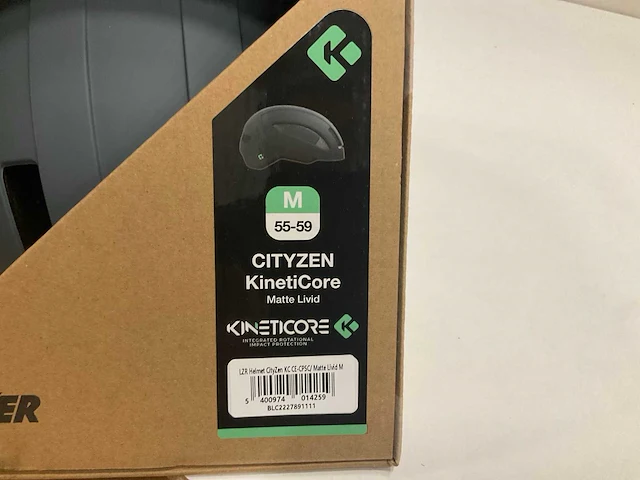 M
55-59
CITYZEN
KinetiCore
Matte Livid
KINETICORE
INTEGRATED ROTATIONAL
IMPACT PROTECTION
LZR Helmet CityZen KC CE-CPSC/ Matte Livid M
5 400974 014259
BLC2227891111
ER